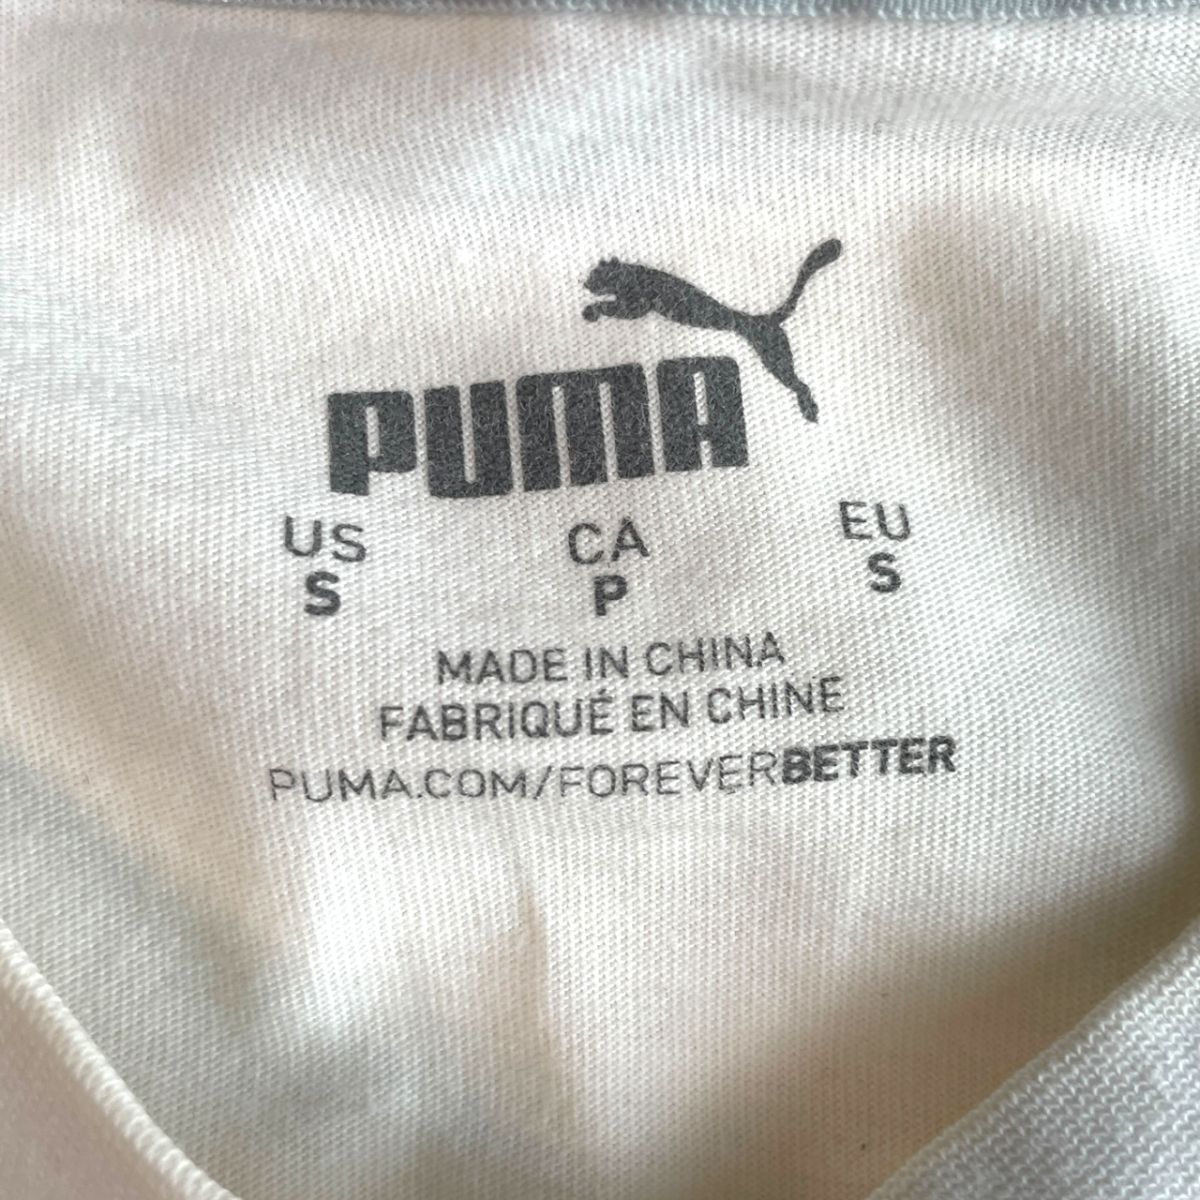 PUMA
US CA EU
S P S
MADE IN CHINA
FABRIQUÉ EN CHINE
PUMA.COM/FOREVERBETTER